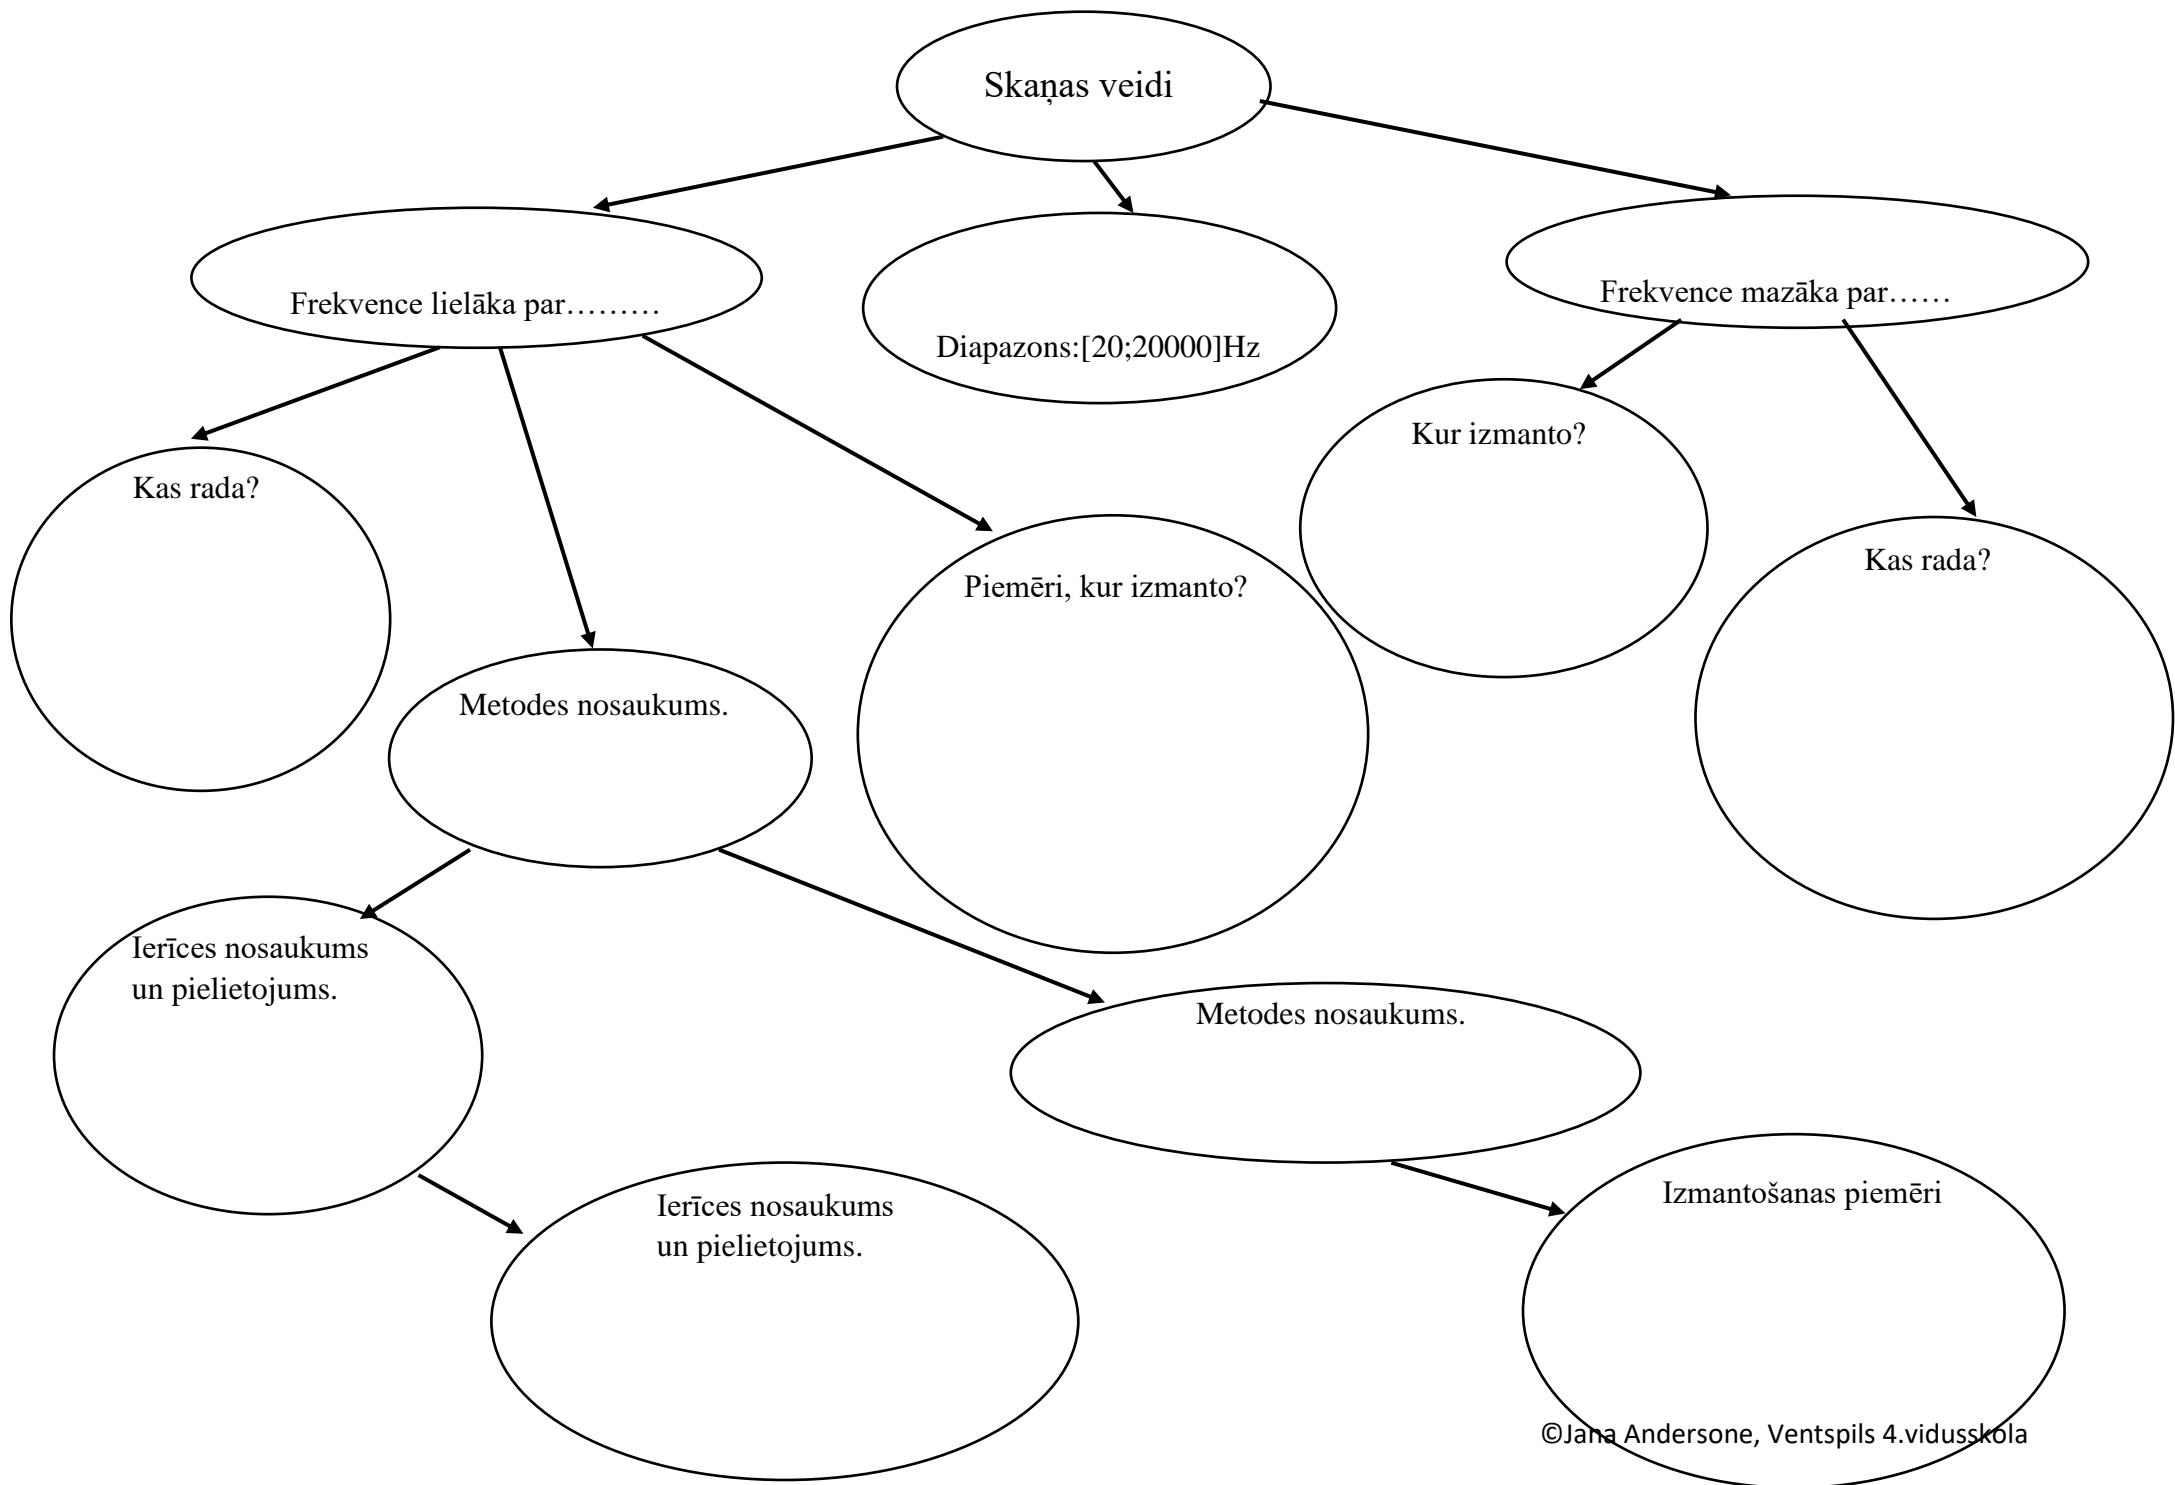 Skaņas veidi
Frekvence lielāka par………
Diapazons:[20;20000]Hz
Frekvence mazāka par……
Kas rada?
Metodes nosaukums.
Piemēri, kur izmanto?
Kur izmanto?
Kas rada?
Ierīces nosaukums
un pielietojums.
Metodes nosaukums.
Ierīces nosaukums
un pielietojums.
Izmantošanas piemēri
©Jana Andersone, Ventspils 4.vidusskola